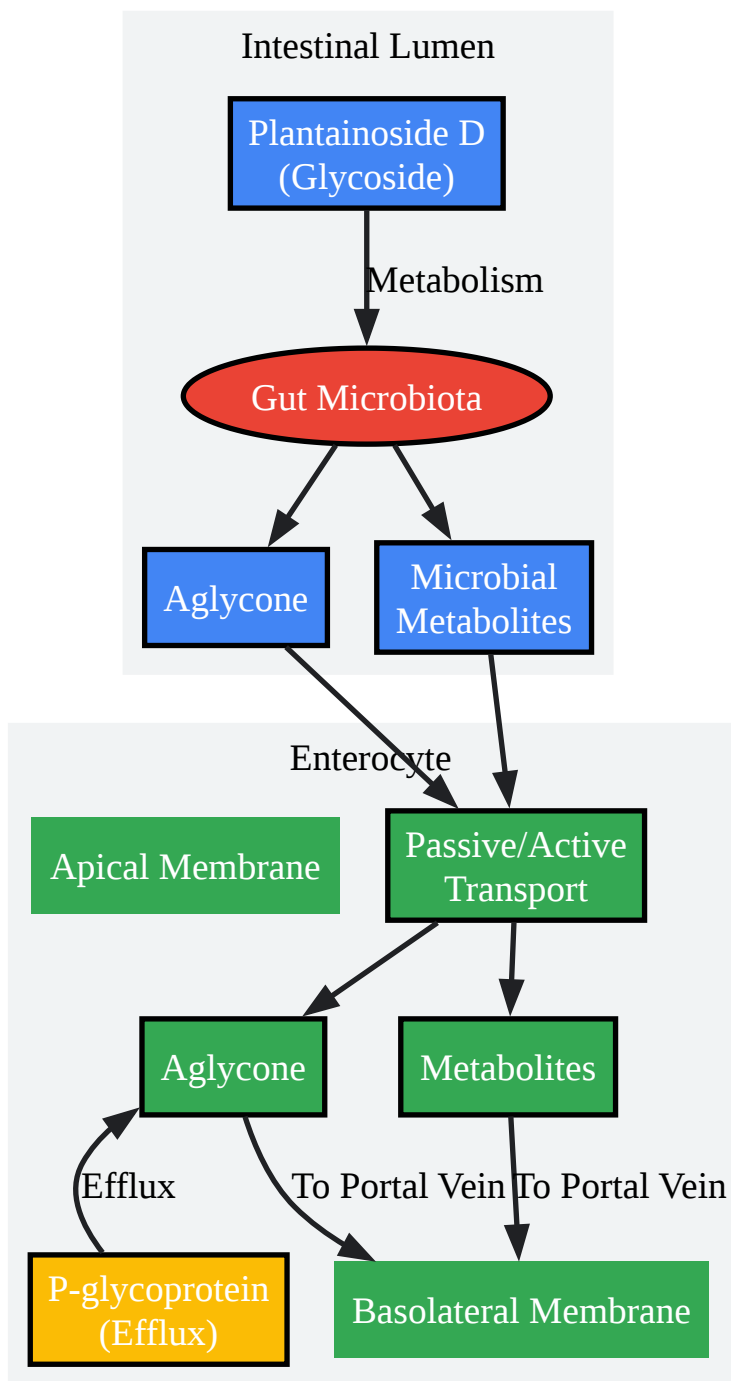 Intestinal Lumen
Plantainoside D
(Glycoside)
Metabolism
Gut Microbiota
Aglycone
Microbial
Metabolites
Enterocyte
Apical Membrane
Passive/Active
Transport
Aglycone
Metabolites
Efflux
To Portal Vein
To Portal Vein
P-glycoprotein
(Efflux)
Basolateral Membrane